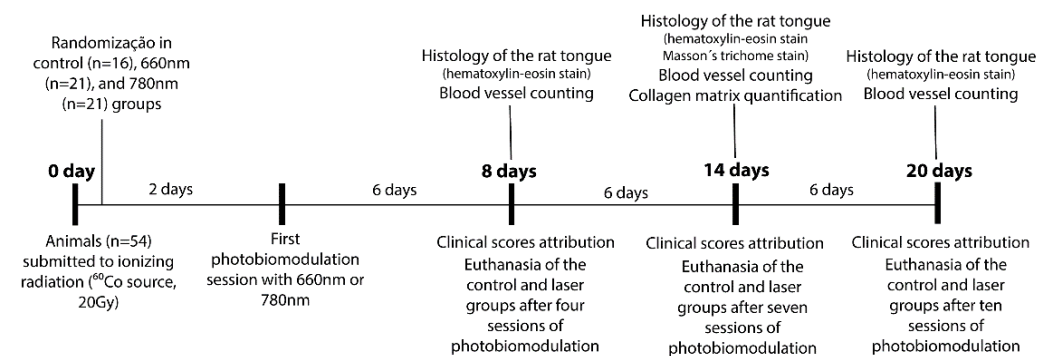 Randomização in
control (n=16), 660nm
(n=21), and 780nm
(n=21) groups
Histology of the rat tongue
(hematoxylin-eosin stain)
Blood vessel counting
Histology of the rat tongue
(hematoxylin-eosin stain
Masson´s trichome stain)
Blood vessel counting
Collagen matrix quantification
Histology of the rat tongue
(hematoxylin-eosin stain)
Blood vessel counting
0 day
2 days
6 days
8 days
6 days
14 days
6 days
20 days
Animals (n=54)
submitted to ionizing
radiation (⁶⁰Co source,
20Gy)
First
photobiomodulation
session with 660nm or
780nm
Clinical scores attribution
Euthanasia of the
control and laser
groups after four
sessions of
photobiomodulation
Clinical scores attribution
Euthanasia of the
control and laser
groups after seven
sessions of
photobiomodulation
Clinical scores attribution
Euthanasia of the
control and laser
groups after ten
sessions of
photobiomodulation